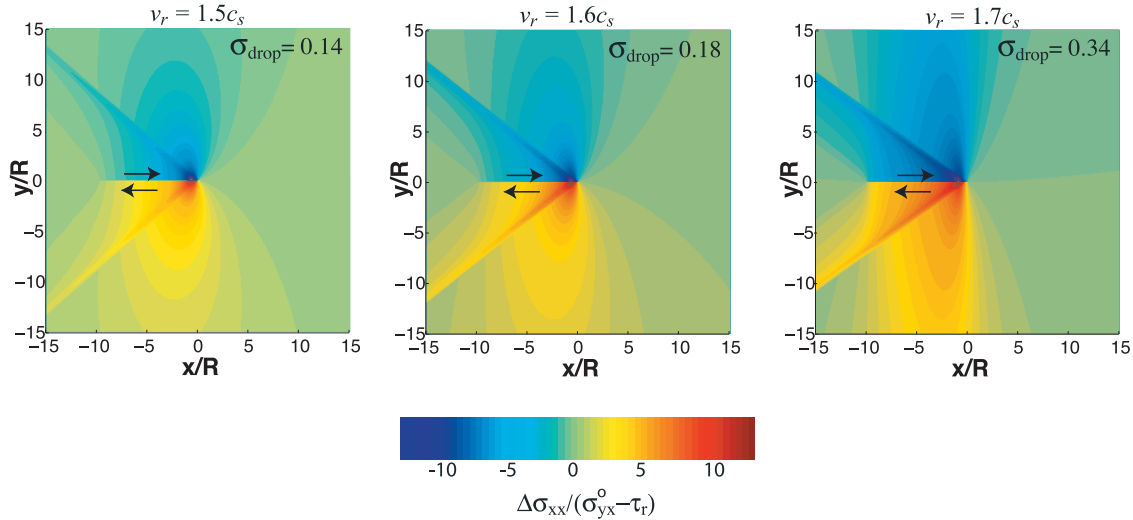 v_r = 1.5c_s
v_r = 1.6c_s
v_r = 1.7c_s
σ_drop= 0.14
σ_drop= 0.18
σ_drop= 0.34
y/R
15
10
5
0
−5
−10
−15
−15 −10 −5 0 5 10 15
x/R
y/R
15
10
5
0
−5
−10
−15
−15 −10 −5 0 5 10 15
x/R
y/R
15
10
5
0
−5
−10
−15
−15 −10 −5 0 5 10 15
x/R
-10 -5 0 5 10
Δσ_xx/(σ^o_yx−τ_r)